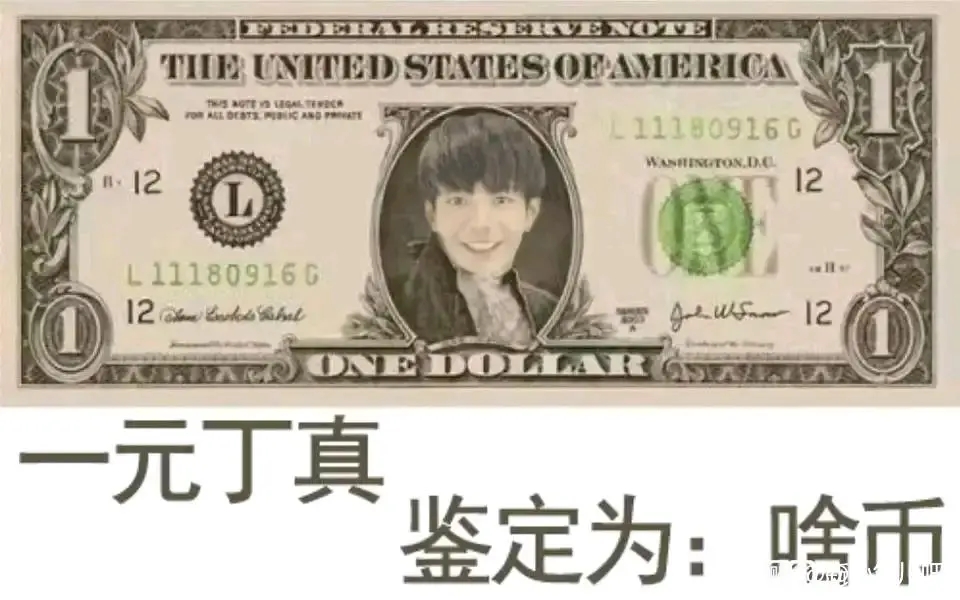 FEDERAL RESERVE NOTE
THE UNITED STATES OF AMERICA
THIS NOTE IS LEGAL TENDER
FOR ALL DEBTS, PUBLIC AND PRIVATE
L 11180916 G
WASHINGTON, D.C.
1
1
12
12
L
ONE
L 11180916 G
12
12
1
1
ONE DOLLAR
一元丁真
鉴定为：啥币